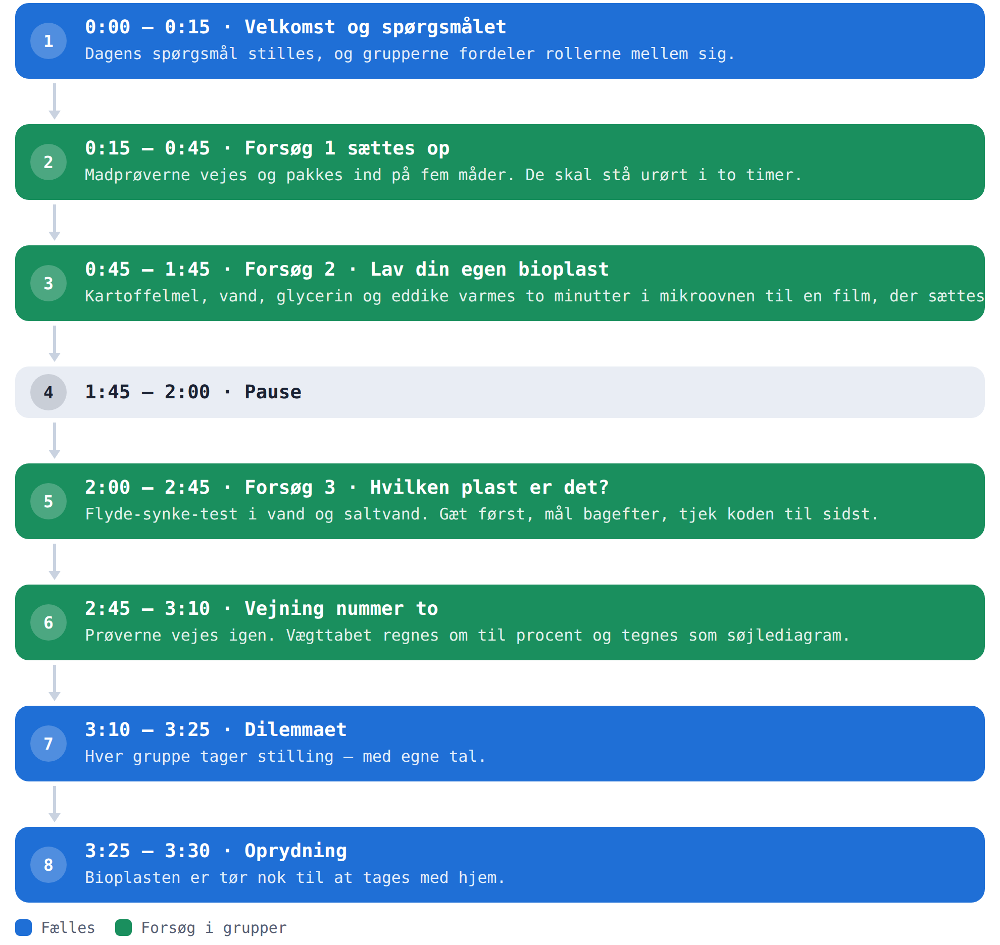 1
0:00 – 0:15 · Velkomst og spørgsmålet
Dagens spørgsmål stilles, og grupperne fordeler rollerne mellem sig.
2
0:15 – 0:45 · Forsøg 1 sættes op
Madprøverne vejes og pakkes ind på fem måder. De skal stå urørt i to timer.
3
0:45 – 1:45 · Forsøg 2 · Lav din egen bioplast
Kartoffelmel, vand, glycerin og eddike varmes to minutter i mikroovnen til en film, der sættes
4
1:45 – 2:00 · Pause
5
2:00 – 2:45 · Forsøg 3 · Hvilken plast er det?
Flyde-synke-test i vand og saltvand. Gæt først, mål bagefter, tjek koden til sidst.
6
2:45 – 3:10 · Vejning nummer to
Prøverne vejes igen. Vægttabet regnes om til procent og tegnes som søjlediagram.
7
3:10 – 3:25 · Dilemmaet
Hver gruppe tager stilling – med egne tal.
8
3:25 – 3:30 · Oprydning
Bioplasten er tør nok til at tages med hjem.
Fælles
Forsøg i grupper